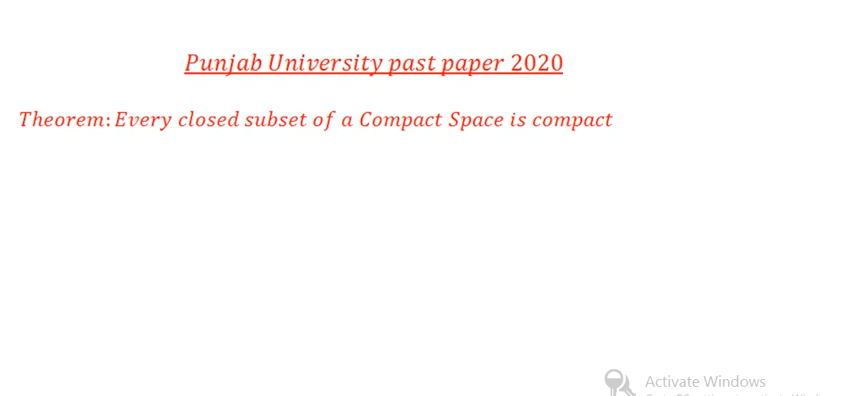 Punjab University past paper 2020
Theorem: Every closed subset of a Compact Space is compact
Activate Windows